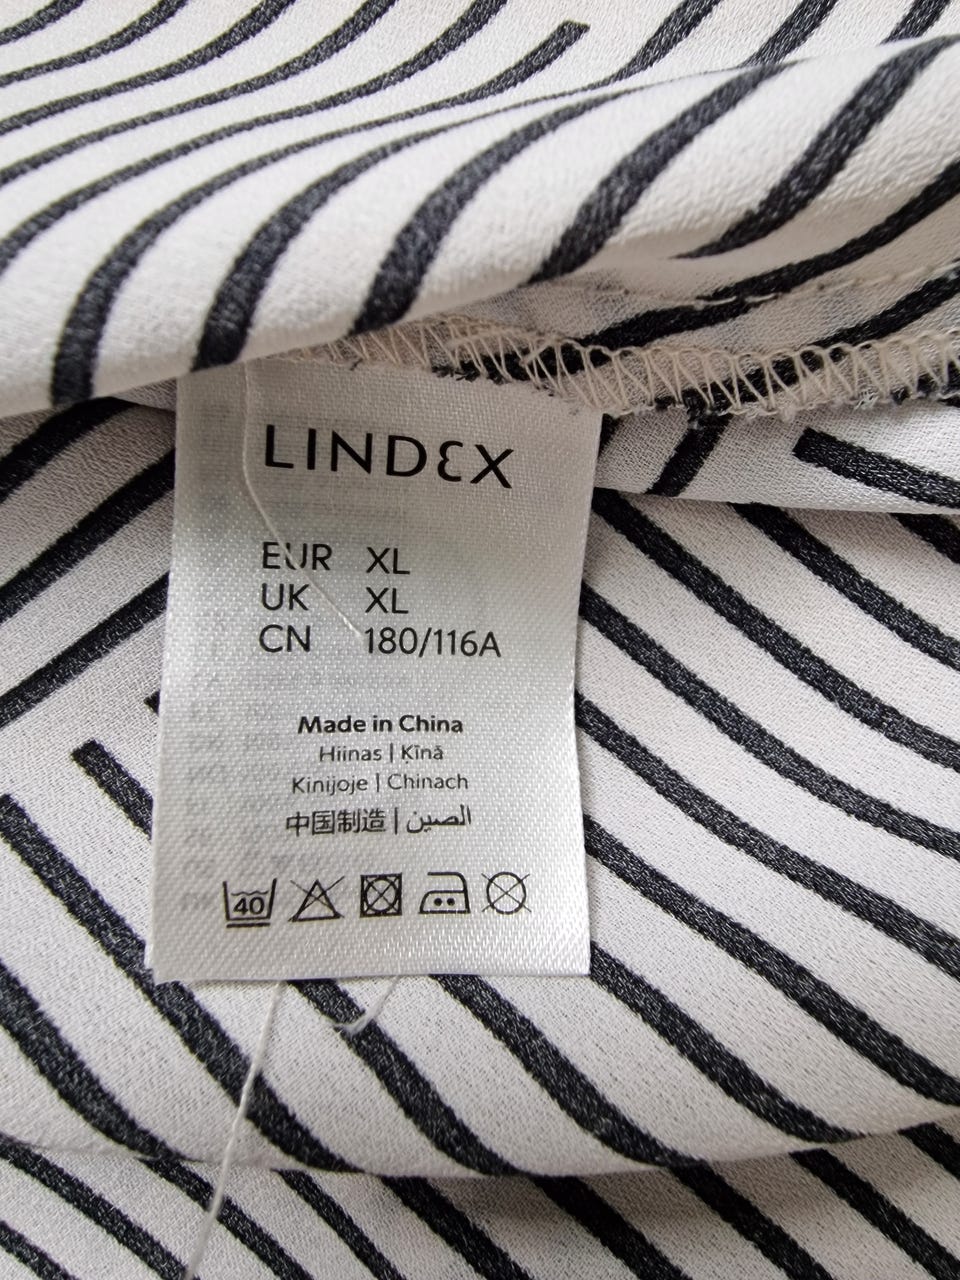 LINDEX
EUR XL
UK XL
CN 180/116A
Made in China
Hiinas | Ķīnā
Kinijoje | Chinach
中国制造 | الصين
40